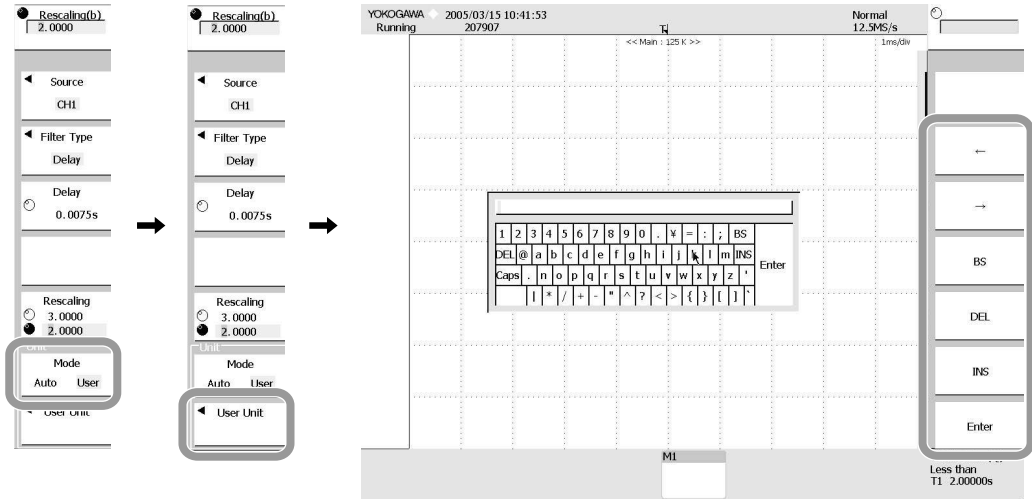 Rescaling(b)
2.0000
Source
CH1
Filter Type
Delay
Delay
0.0075s
Rescaling
3.0000
2.0000
Unit
Mode
Auto User
User Unit
Rescaling(b)
2.0000
Source
CH1
Filter Type
Delay
Delay
0.0075s
Rescaling
3.0000
2.0000
Unit
Mode
Auto User
User Unit
YOKOGAWA 2005/03/15 10:41:53 Normal
Running 207907 12.5MS/s
<< Main : 125 K >> 1ms/div
1 2 3 4 5 6 7 8 9 0 . ¥ = : ; BS
DEL @ a b c d e f g h i j k l m INS
Caps . n o p q r s t u v w x y z '
Enter
| * / + - " ^ ? < > { } [ ] `
M1
←
→
BS
DEL
INS
Enter
Less than
T1 2.00000s